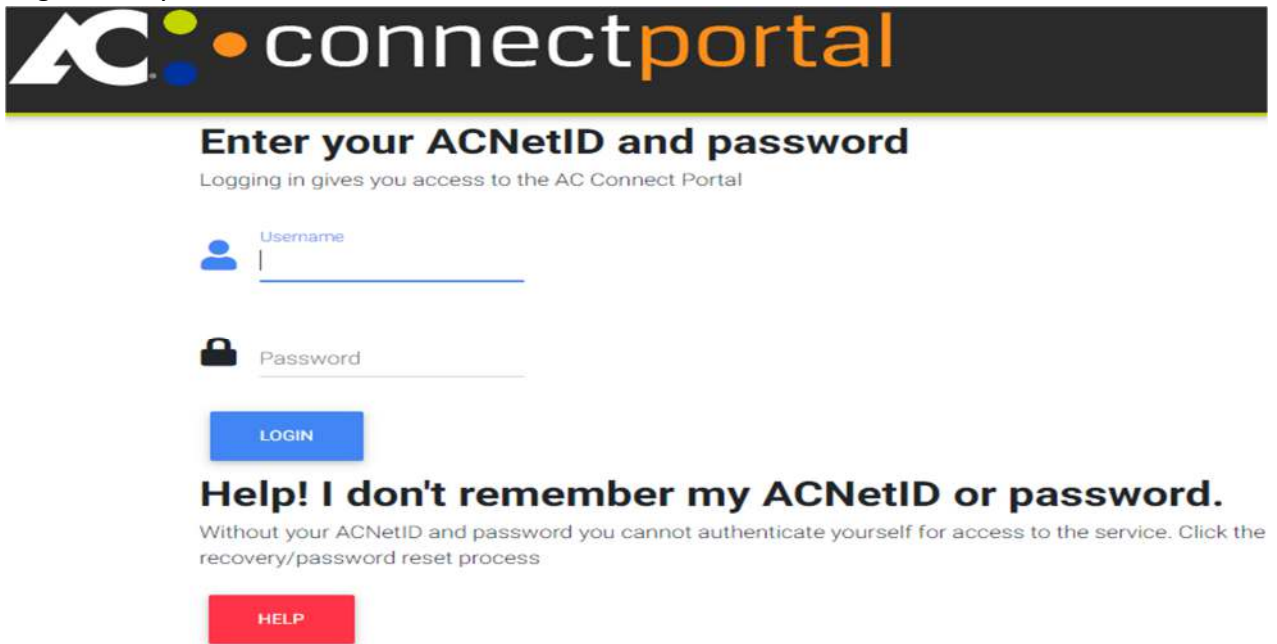 AC connectportal
Enter your ACNetID and password
Logging in gives you access to the AC Connect Portal
Username
Password
LOGIN
Help! I don't remember my ACNetID or password.
Without your ACNetID and password you cannot authenticate yourself for access to the service. Click the
recovery/password reset process
HELP